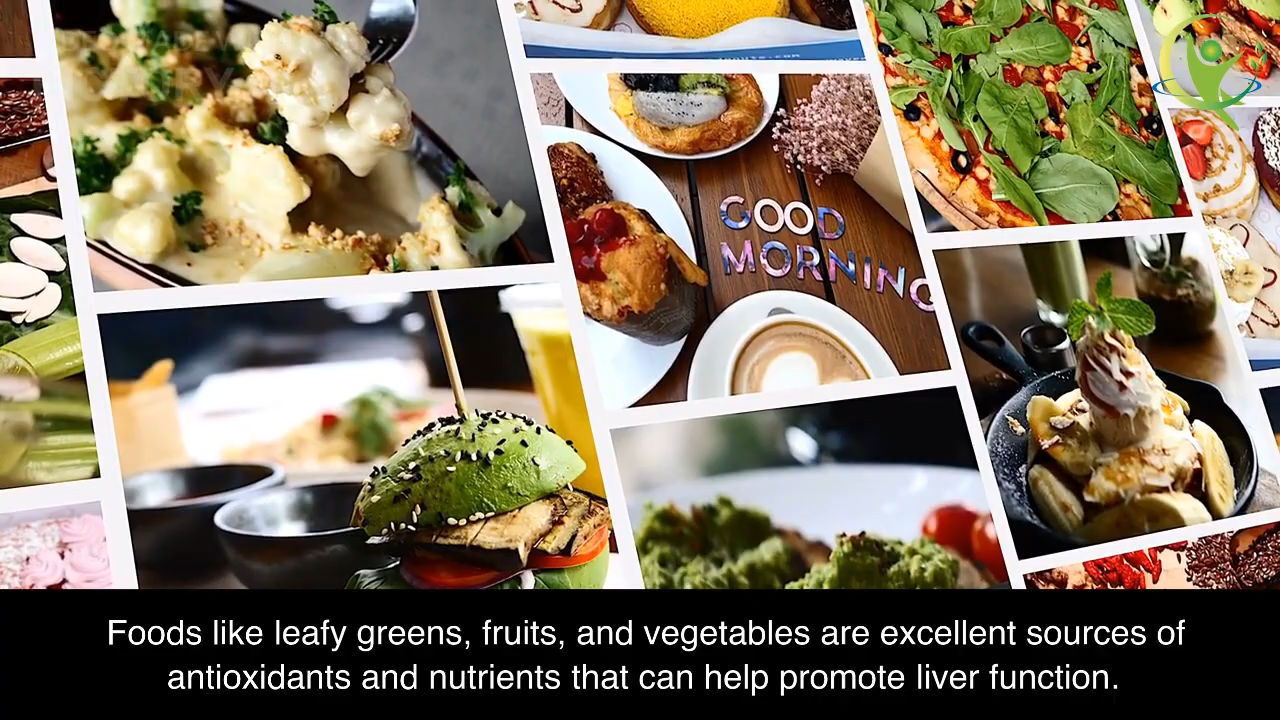 GOOD
MORNING
Foods like leafy greens, fruits, and vegetables are excellent sources of
antioxidants and nutrients that can help promote liver function.